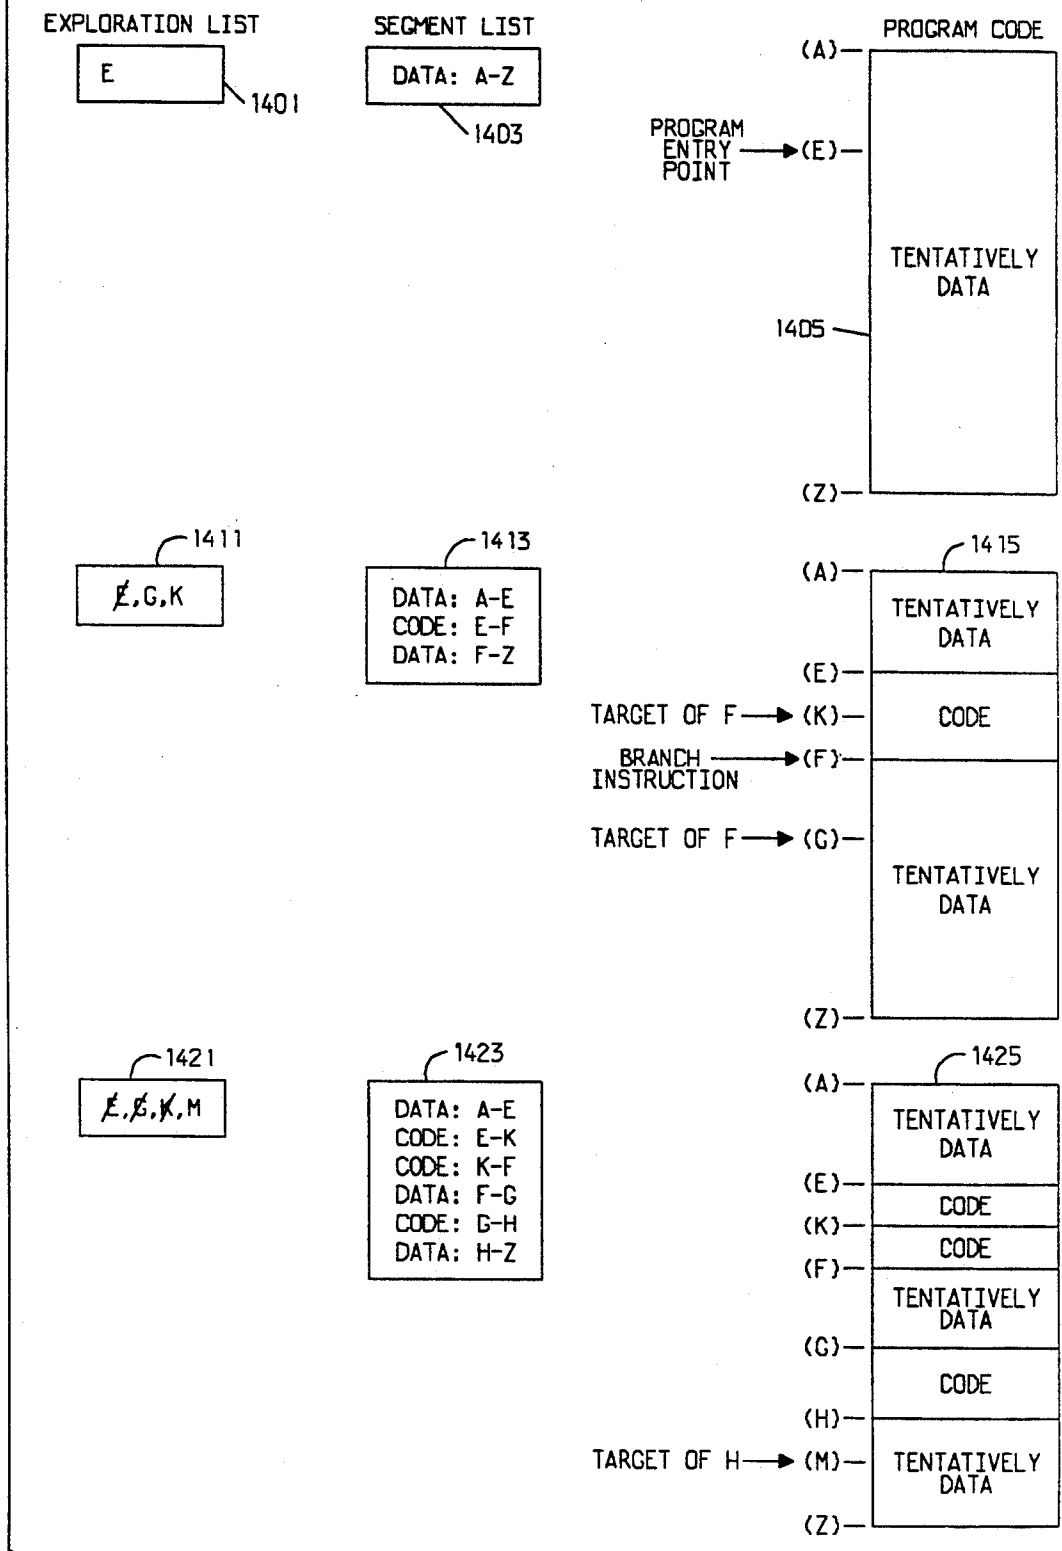 EXPLORATION LIST
SEGMENT LIST
PROGRAM CODE
E
1401
DATA: A-Z
1403
(A)
PROGRAM
ENTRY
POINT
(E)
TENTATIVELY
DATA
1405
(Z)
1411
E,G,K
1413
DATA: A-E
CODE: E-F
DATA: F-Z
1415
(A)
TENTATIVELY
DATA
(E)
TARGET OF F
(K)
CODE
BRANCH
INSTRUCTION
(F)
TARGET OF F
(G)
TENTATIVELY
DATA
(Z)
1421
E,G,K,M
1423
DATA: A-E
CODE: E-K
CODE: K-F
DATA: F-G
CODE: G-H
DATA: H-Z
1425
(A)
TENTATIVELY
DATA
(E)
CODE
(K)
CODE
(F)
TENTATIVELY
DATA
(G)
CODE
(H)
TARGET OF H
(M)
TENTATIVELY
DATA
(Z)